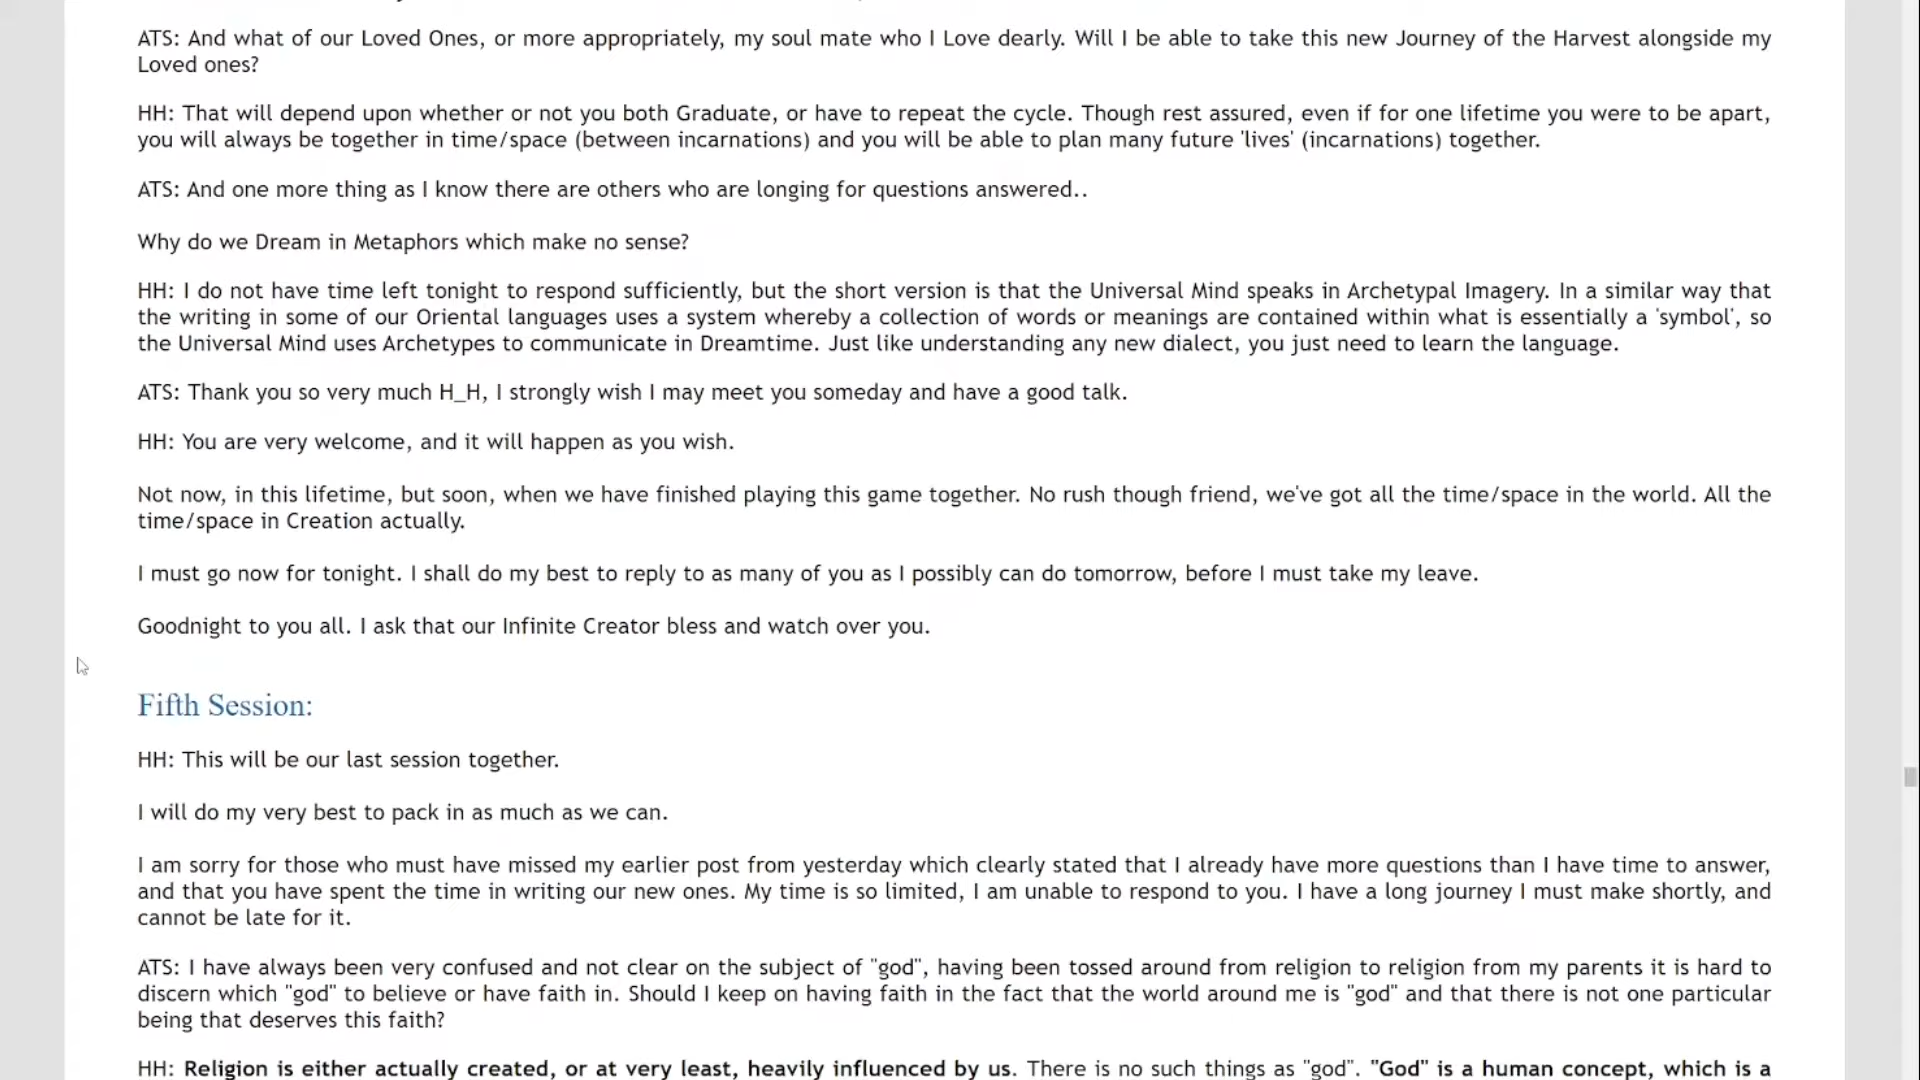 ATS: And what of our Loved Ones, or more appropriately, my soul mate who I Love dearly. Will I be able to take this new Journey of the Harvest alongside my
Loved ones?
HH: That will depend upon whether or not you both Graduate, or have to repeat the cycle. Though rest assured, even if for one lifetime you were to be apart,
you will always be together in time/space (between incarnations) and you will be able to plan many future 'lives' (incarnations) together.
ATS: And one more thing as I know there are others who are longing for questions answered..
Why do we Dream in Metaphors which make no sense?
HH: I do not have time left tonight to respond sufficiently, but the short version is that the Universal Mind speaks in Archetypal Imagery. In a similar way that
the writing in some of our Oriental languages uses a system whereby a collection of words or meanings are contained within what is essentially a 'symbol', so
the Universal Mind uses Archetypes to communicate in Dreamtime. Just like understanding any new dialect, you just need to learn the language.
ATS: Thank you so very much H_H, I strongly wish I may meet you someday and have a good talk.
HH: You are very welcome, and it will happen as you wish.
Not now, in this lifetime, but soon, when we have finished playing this game together. No rush though friend, we've got all the time/space in the world. All the
time/space in Creation actually.
I must go now for tonight. I shall do my best to reply to as many of you as I possibly can do tomorrow, before I must take my leave.
Goodnight to you all. I ask that our Infinite Creator bless and watch over you.
Fifth Session:
HH: This will be our last session together.
I will do my very best to pack in as much as we can.
I am sorry for those who must have missed my earlier post from yesterday which clearly stated that I already have more questions than I have time to answer,
and that you have spent the time in writing our new ones. My time is so limited, I am unable to respond to you. I have a long journey I must make shortly, and
cannot be late for it.
ATS: I have always been very confused and not clear on the subject of "god", having been tossed around from religion to religion from my parents it is hard to
discern which "god" to believe or have faith in. Should I keep on having faith in the fact that the world around me is "god" and that there is not one particular
being that deserves this faith?
HH: Religion is either actually created, or at very least, heavily influenced by us. There is no such things as "god". "God" is a human concept, which is a